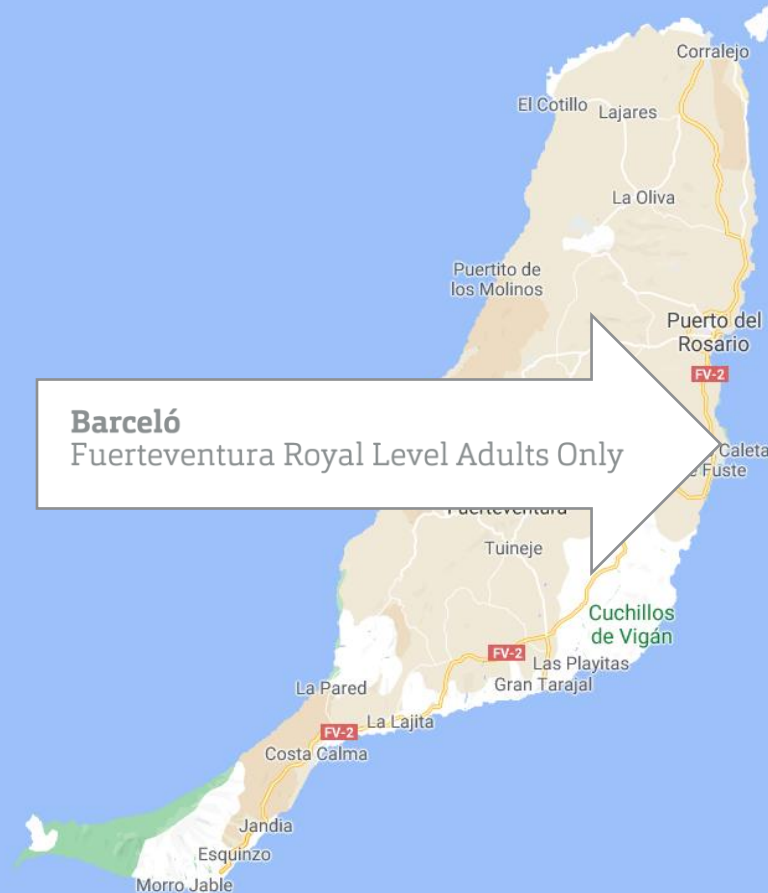 Corralejo
El Cotillo
Lajares
La Oliva
Puertito de
los Molinos
Puerto del
Rosario
FV-2
Barceló
Fuerteventura Royal Level Adults Only
Caleta
Fuste
Fuerteventura
Tuineje
Cuchillos
de Vigán
FV-2
Las Playitas
Gran Tarajal
La Pared
La Lajita
FV-2
Costa Calma
Jandia
Esquinzo
Morro Jable